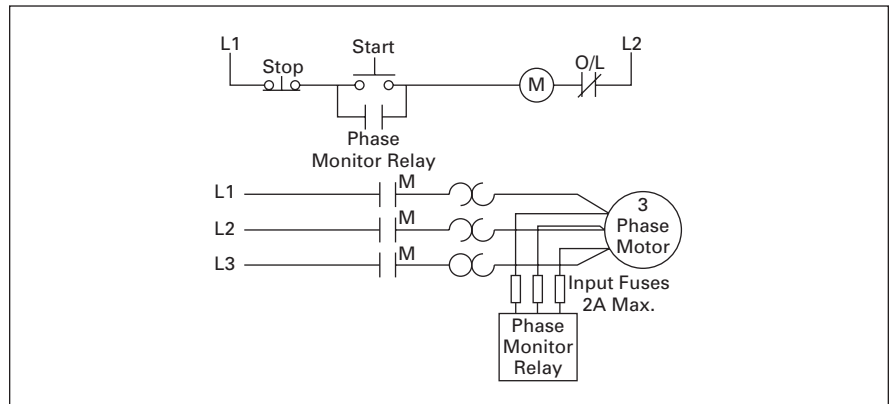 L1
L2
Start
Stop
O/L
M
Phase
Monitor Relay
L1
M
L2
M
L3
M
3
Phase
Motor
Input Fuses
2A Max.
Phase
Monitor
Relay